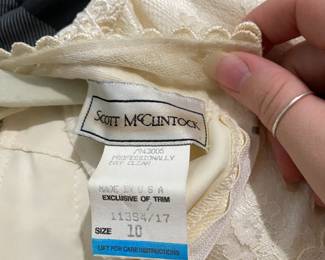 SCOTT McCLINTOCK
PROFESSIONALLY
DRY CLEAN
MADE IN U S A
EXCLUSIVE OF TRIM
11394/17
SIZE 10
LIFT FOR CARE INSTRUCTIONS